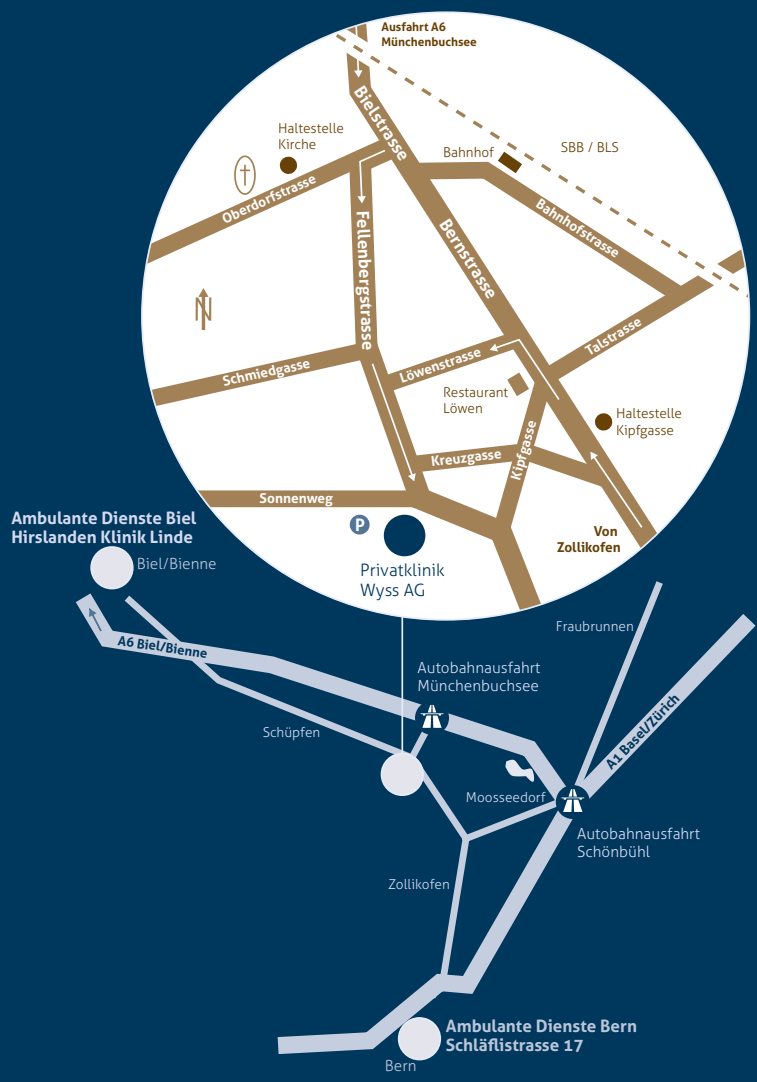 Ausfahrt A6
Münchenbuchsee
Bielstrasse
Haltestelle
Kirche
Bahnhof
SBB / BLS
Oberdorfstrasse
Fellenbergstrasse
Bernstrasse
Bahnhofstrasse
N
Schmiedgasse
Löwenstrasse
Talstrasse
Restaurant
Löwen
Haltestelle
Kipfgasse
Kreuzgasse
Kipfgasse
Sonnenweg
P
Von
Zollikofen
Privatklinik
Wyss AG
Ambulante Dienste Biel
Hirslanden Klinik Linde
Biel/Bienne
A6 Biel/Bienne
Fraubrunnen
Autobahnausfahrt
Münchenbuchsee
A1 Basel/Zürich
Schüpfen
Moosseedorf
Autobahnausfahrt
Schönbühl
Zollikofen
Ambulante Dienste Bern
Schläflistrasse 17
Bern